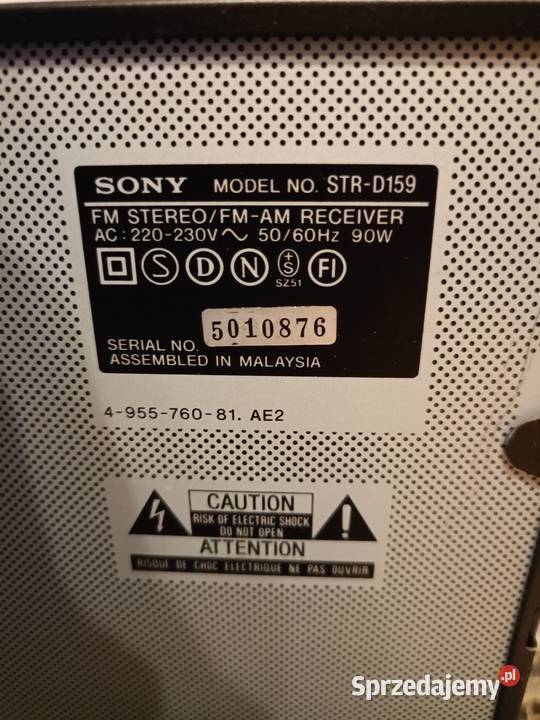 SONY MODEL NO. STR-D159
FM STEREO/FM-AM RECEIVER
AC: 220-230V ~ 50/60Hz 90W
S D N +S FI
SZ51
SERIAL NO. 5010876
ASSEMBLED IN MALAYSIA
4-955-760-81. AE2
CAUTION
RISK OF ELECTRIC SHOCK
DO NOT OPEN
ATTENTION
RISQUE DE CHOC ELECTRIQUE NE PAS OUVRIR
Sprzedajemy.pl